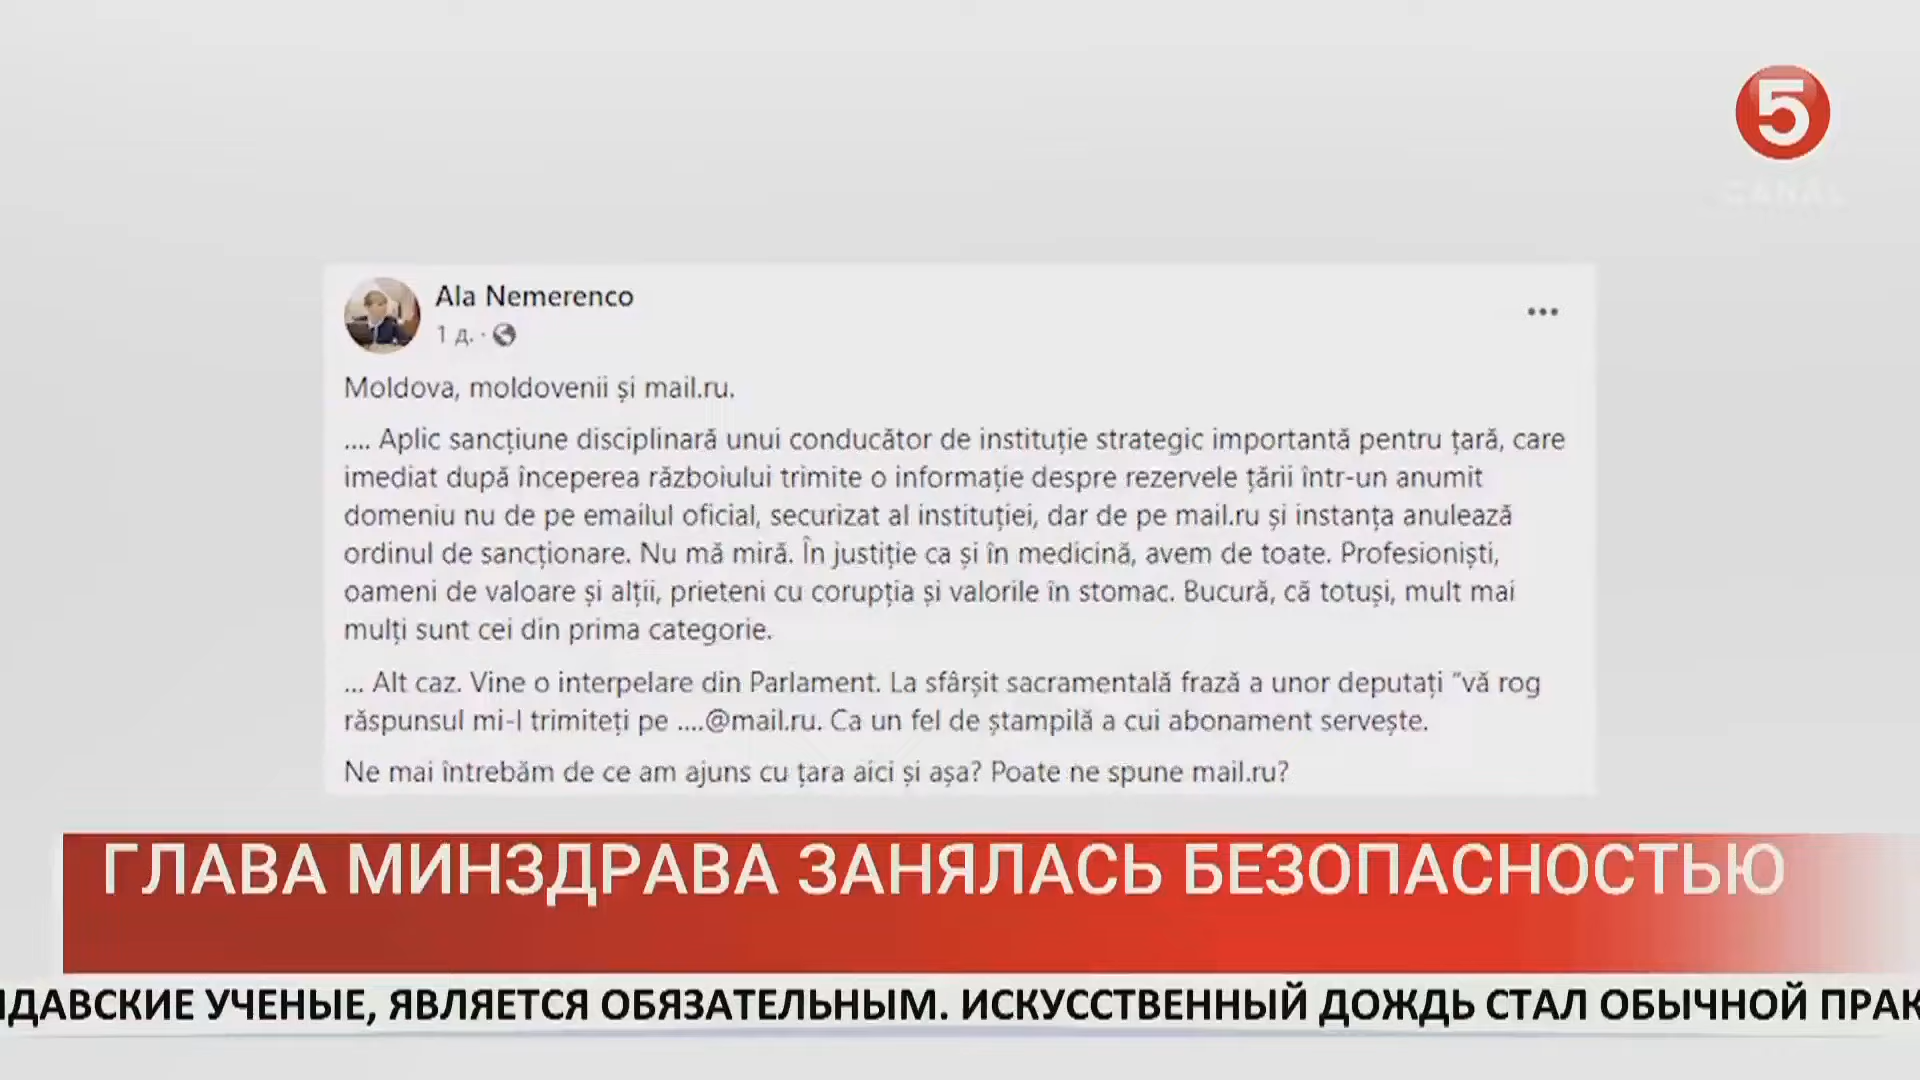 5
CANAL
Ala Nemerenco
1 д. ·
Moldova, moldovenii și mail.ru.
.... Aplic sancțiune disciplinară unui conducător de instituție strategic importantă pentru țară, care
imediat după începerea războiului trimite o informație despre rezervele țării într-un anumit
domeniu nu de pe emailul oficial, securizat al instituției, dar de pe mail.ru și instanța anulează
ordinul de sancționare. Nu mă miră. În justiție ca și în medicină, avem de toate. Profesioniști,
oameni de valoare și alții, prieteni cu corupția și valorile în stomac. Bucură, că totuși, mult mai
mulți sunt cei din prima categorie.
... Alt caz. Vine o interpelare din Parlament. La sfârșit sacramentală frază a unor deputați "vă rog
răspunsul mi-l trimiteți pe ....@mail.ru. Ca un fel de ștampilă a cui abonament servește.
Ne mai întrebăm de ce am ajuns cu țara aici și așa? Poate ne spune mail.ru?
ГЛАВА МИНЗДРАВА ЗАНЯЛАСЬ БЕЗОПАСНОСТЬЮ
ЛДАВСКИЕ УЧЕНЫЕ, ЯВЛЯЕТСЯ ОБЯЗАТЕЛЬНЫМ. ИСКУССТВЕННЫЙ ДОЖДЬ СТАЛ ОБЫЧНОЙ ПРАК